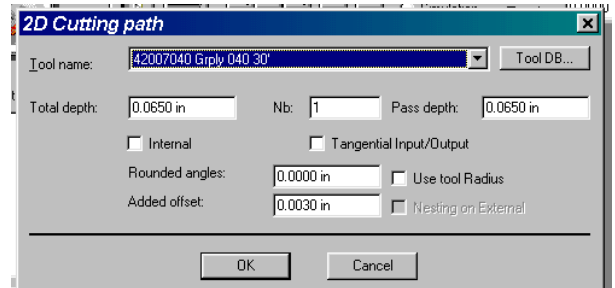 2D Cutting path
Tool name: 42007040 Grply 040 30' Tool DB...
Total depth: 0.0650 in Nb: 1 Pass depth: 0.0650 in
Internal Tangential Input/Output
Rounded angles: 0.0000 in Use tool Radius
Added offset: 0.0030 in Nesting on External
OK Cancel